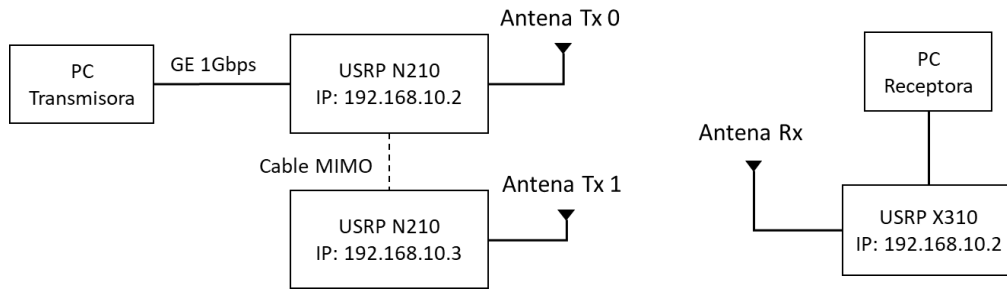 Antena Tx 0
PC
Transmisora
GE 1Gbps
USRP N210
IP: 192.168.10.2
Cable MIMO
USRP N210
IP: 192.168.10.3
Antena Tx 1
PC
Receptora
Antena Rx
USRP X310
IP: 192.168.10.2